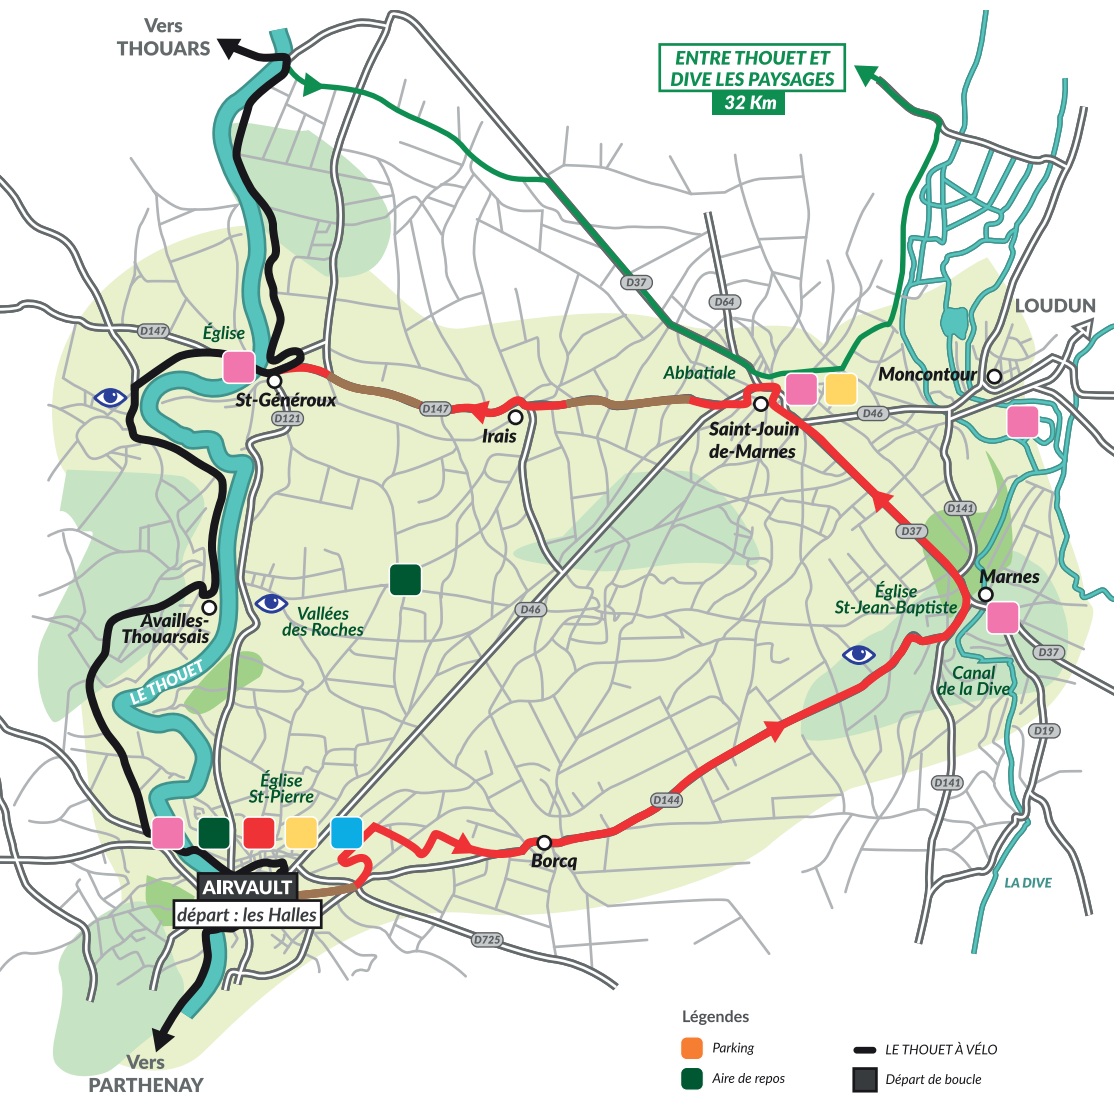 Vers
THOUARS
ENTRE THOUET ET
DIVE LES PAYSAGES
32 Km
D37
D64
LOUDUN
D147
Église
Abbatiale
Moncontour
St-Généroux
D147
D121
Irais
Saint-Jouin
de-Marnes
D46
D141
D37
Marnes
Église
St-Jean-Baptiste
Vallées
des Roches
D46
Availles-
Thouarsais
LE THOUET
D37
Canal
de la Dive
D19
D141
D144
Église
St-Pierre
Borcq
AIRVAULT
départ : les Halles
LA DIVE
D725
Vers
PARTHENAY
Légendes
Parking
LE THOUET À VÉLO
Aire de repos
Départ de boucle